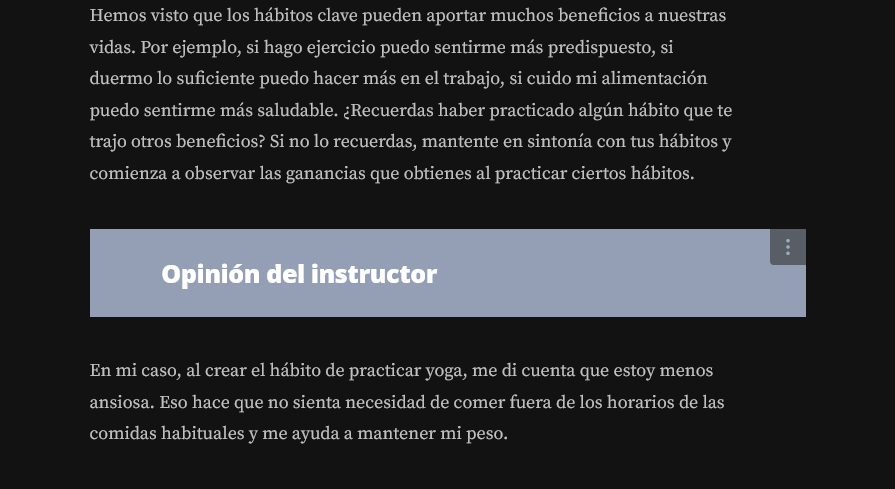 Hemos visto que los hábitos clave pueden aportar muchos beneficios a nuestras
vidas. Por ejemplo, si hago ejercicio puedo sentirme más predispuesto, si
duermo lo suficiente puedo hacer más en el trabajo, si cuido mi alimentación
puedo sentirme más saludable. ¿Recuerdas haber practicado algún hábito que te
trajo otros beneficios? Si no lo recuerdas, mantente en sintonía con tus hábitos y
comienza a observar las ganancias que obtienes al practicar ciertos hábitos.
Opinión del instructor
En mi caso, al crear el hábito de practicar yoga, me di cuenta que estoy menos
ansiosa. Eso hace que no sienta necesidad de comer fuera de los horarios de las
comidas habituales y me ayuda a mantener mi peso.